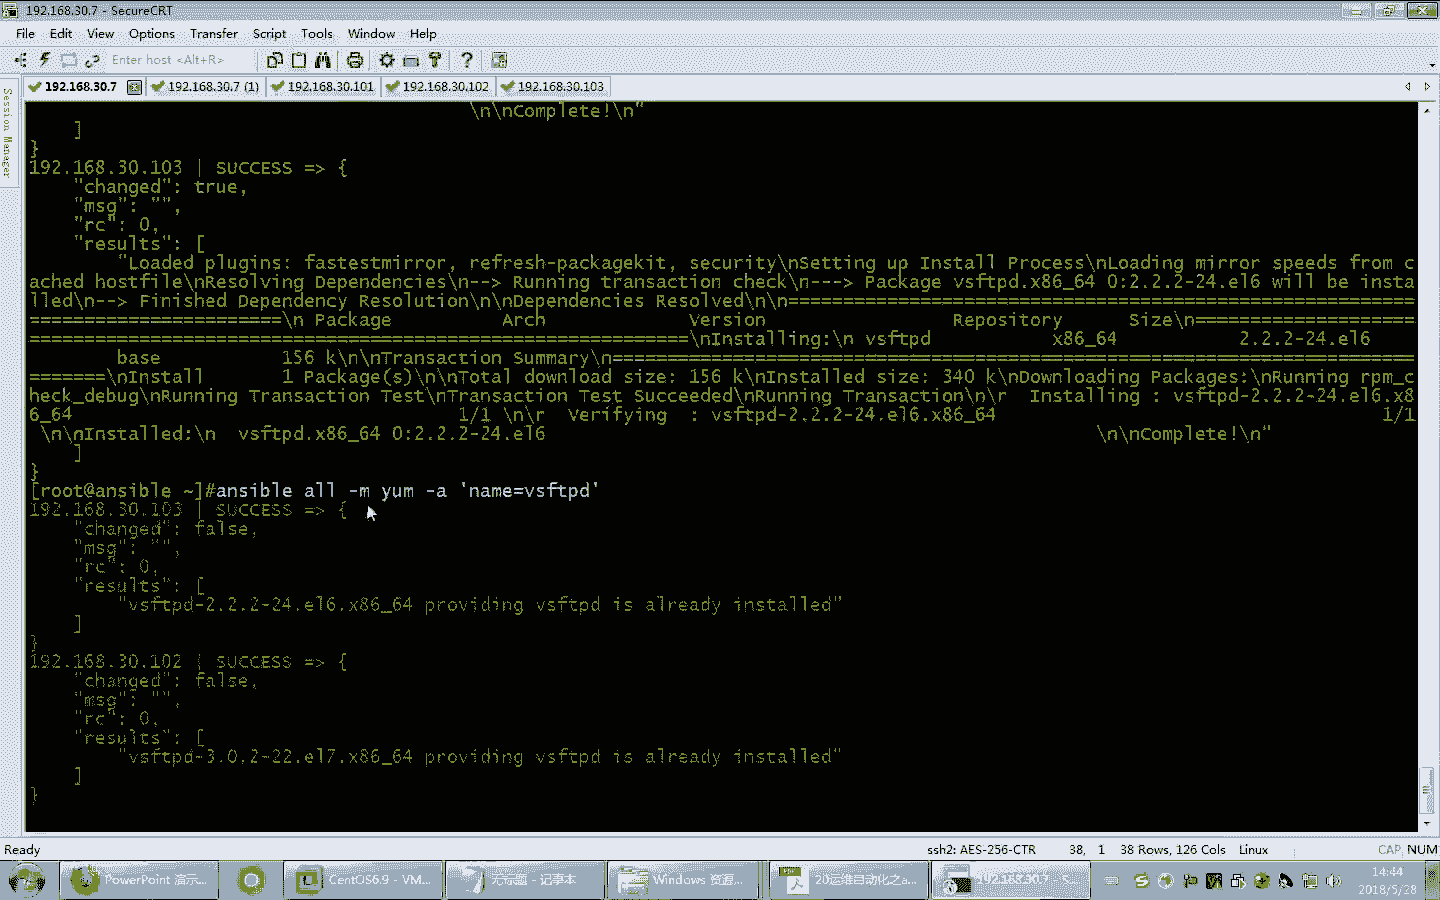 192.168.30.7 - SecureCRT
File Edit View Options Transfer Script Tools Window Help
Enter host <Alt+R>
192.168.30.7 192.168.30.7 (1) 192.168.30.101 192.168.30.102 192.168.30.103
Session Manager
\n\nComplete!\n"
]
}
192.168.30.103 | SUCCESS => {
"changed": true,
"msg": "",
"rc": 0,
"results": [
"Loaded plugins: fastestmirror, refresh-packagekit, security\nSetting up Install Process\nLoading mirror speeds from c
ached hostfile\nResolving Dependencies\n--> Running transaction check\n---> Package vsftpd.x86_64 0:2.2.2-24.el6 will be insta
lled\n--> Finished Dependency Resolution\n\nDependencies Resolved\n\n=========================================================
=======================\n Package Arch Version Repository Size\n====================
============================================================\nInstalling:\n vsftpd x86_64 2.2.2-24.el6
base 156 k\n\nTransaction Summary\n=========================================================================
=======\nInstall 1 Package(s)\n\nTotal download size: 156 k\nInstalled size: 340 k\nDownloading Packages:\nRunning rpm_c
heck_debug\nRunning Transaction Test\nTransaction Test Succeeded\nRunning Transaction\n\r Installing : vsftpd-2.2.2-24.el6.x8
6_64 1/1 \n\r Verifying : vsftpd-2.2.2-24.el6.x86_64 1/1
\n\nInstalled:\n vsftpd.x86_64 0:2.2.2-24.el6 \n\nComplete!\n"
]
}
[root@ansible ~]#ansible all -m yum -a 'name=vsftpd'
192.168.30.103 | SUCCESS => {
"changed": false,
"msg": "",
"rc": 0,
"results": [
"vsftpd-2.2.2-24.el6.x86_64 providing vsftpd is already installed"
]
}
192.168.30.102 | SUCCESS => {
"changed": false,
"msg": "",
"rc": 0,
"results": [
"vsftpd-3.0.2-22.el7.x86_64 providing vsftpd is already installed"
]
}
Ready ssh2: AES-256-CTR 38, 1 38 Rows, 126 Cols Linux CAP NUM
PowerPoint 演示... CentOS6.9 - VM... 无标题 - 记事本 Windows 资源... 20运维自动化之a... 192.168.30.7 - S... 14:44
2018/5/28